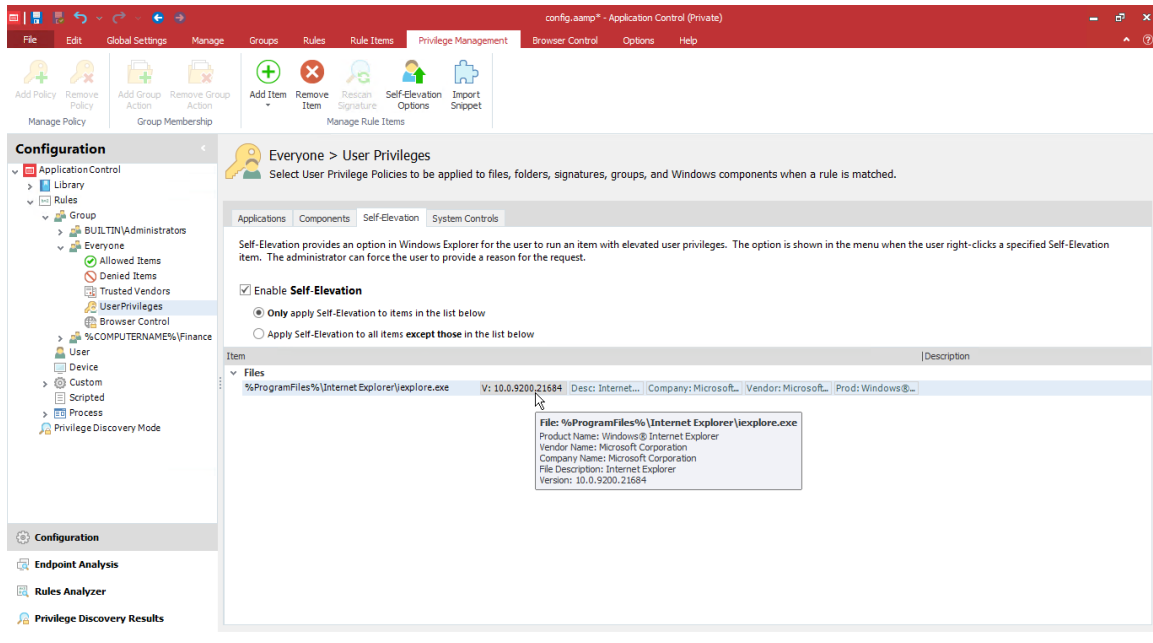 config.aamp* - Application Control (Private)
File Edit Global Settings Manage Groups Rules Rule Items Privilege Management Browser Control Options Help
Add Policy Remove Policy Add Group Action Remove Group Action Add Item Remove Item Rescan Signature Self-Elevation Options Import Snippet
Manage Policy Group Membership Manage Rule Items
Configuration
Application Control
Library
Rules
Group
BUILTIN\Administrators
Everyone
Allowed Items
Denied Items
Trusted Vendors
User Privileges
Browser Control
%COMPUTERNAME%\Finance
User
Device
Custom
Scripted
Process
Privilege Discovery Mode
Configuration
Endpoint Analysis
Rules Analyzer
Privilege Discovery Results
Everyone > User Privileges
Select User Privilege Policies to be applied to files, folders, signatures, groups, and Windows components when a rule is matched.
Applications Components Self-Elevation System Controls
Self-Elevation provides an option in Windows Explorer for the user to run an item with elevated user privileges. The option is shown in the menu when the user right-clicks a specified Self-Elevation
item. The administrator can force the user to provide a reason for the request.
Enable Self-Elevation
Only apply Self-Elevation to items in the list below
Apply Self-Elevation to all items except those in the list below
Item Description
Files
%ProgramFiles%\Internet Explorer\iexplore.exe V: 10.0.9200.21684 Desc: Internet... Company: Microsoft... Vendor: Microsoft... Prod: Windows®...
File: %ProgramFiles%\Internet Explorer\iexplore.exe
Product Name: Windows® Internet Explorer
Vendor Name: Microsoft Corporation
Company Name: Microsoft Corporation
File Description: Internet Explorer
Version: 10.0.9200.21684